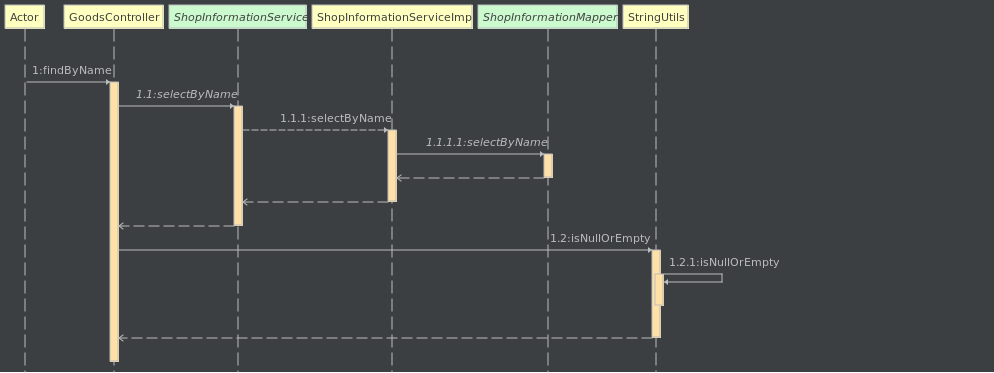 Actor
GoodsController
ShopInformationService
ShopInformationServiceImp
ShopInformationMapper
StringUtils
1:findByName
1.1:selectByName
1.1.1:selectByName
1.1.1.1:selectByName
1.2:isNullOrEmpty
1.2.1:isNullOrEmpty